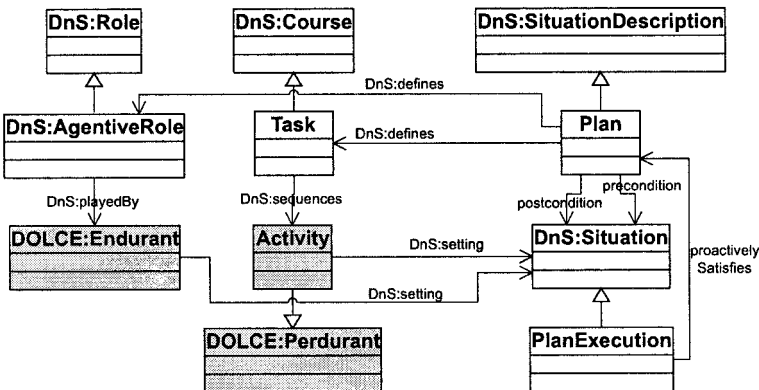 DnS:Role
DnS:Course
DnS:SituationDescription
DnS:defines
DnS:AgentiveRole
Task
DnS:defines
Plan
DnS:playedBy
DnS:sequences
postcondition
precondition
DOLCE:Endurant
Activity
DnS:setting
DnS:Situation
proactively
Satisfies
DnS:setting
DOLCE:Perdurant
PlanExecution